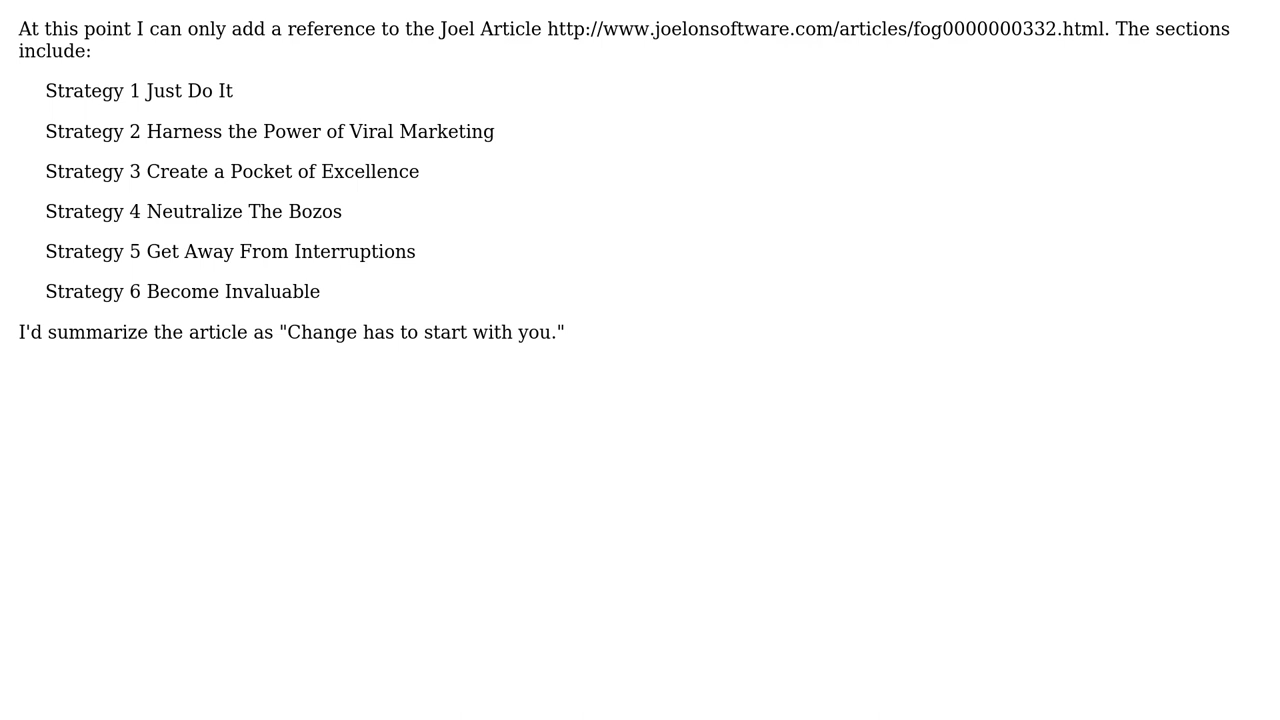 At this point I can only add a reference to the Joel Article http://www.joelonsoftware.com/articles/fog0000000332.html. The sections
include:
Strategy 1 Just Do It
Strategy 2 Harness the Power of Viral Marketing
Strategy 3 Create a Pocket of Excellence
Strategy 4 Neutralize The Bozos
Strategy 5 Get Away From Interruptions
Strategy 6 Become Invaluable
I'd summarize the article as "Change has to start with you."